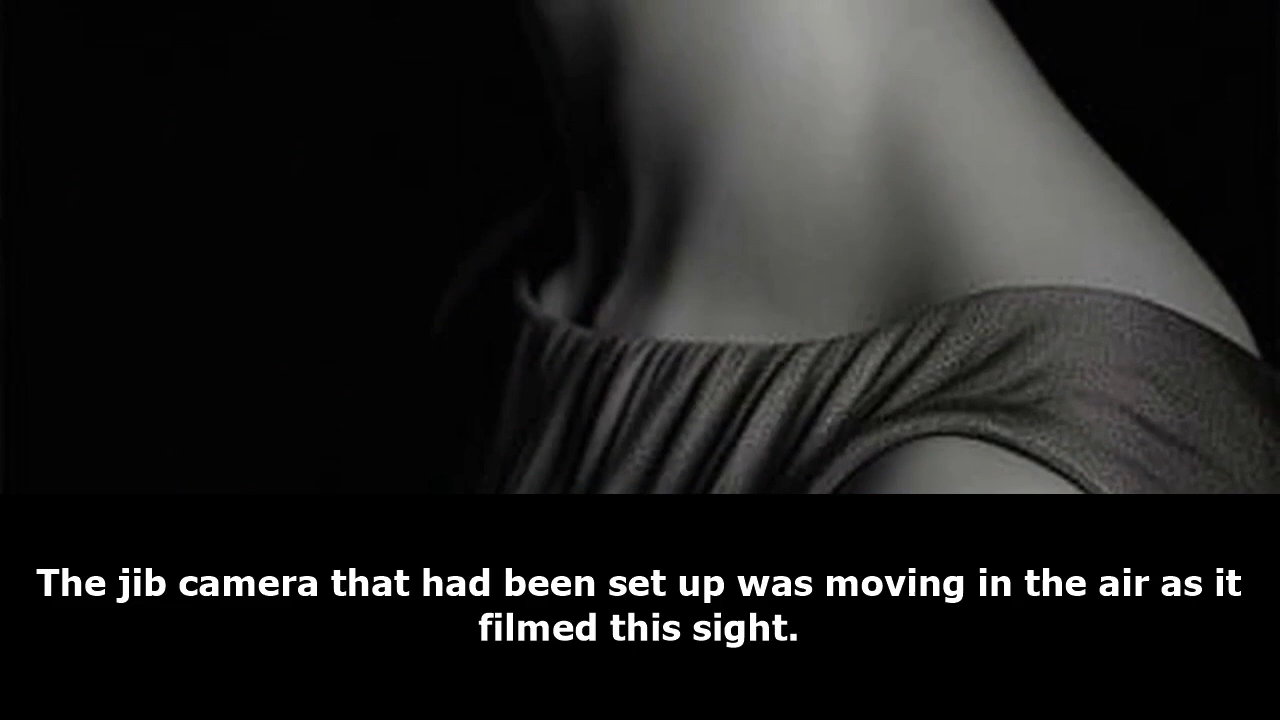 The jib camera that had been set up was moving in the air as it
filmed this sight.